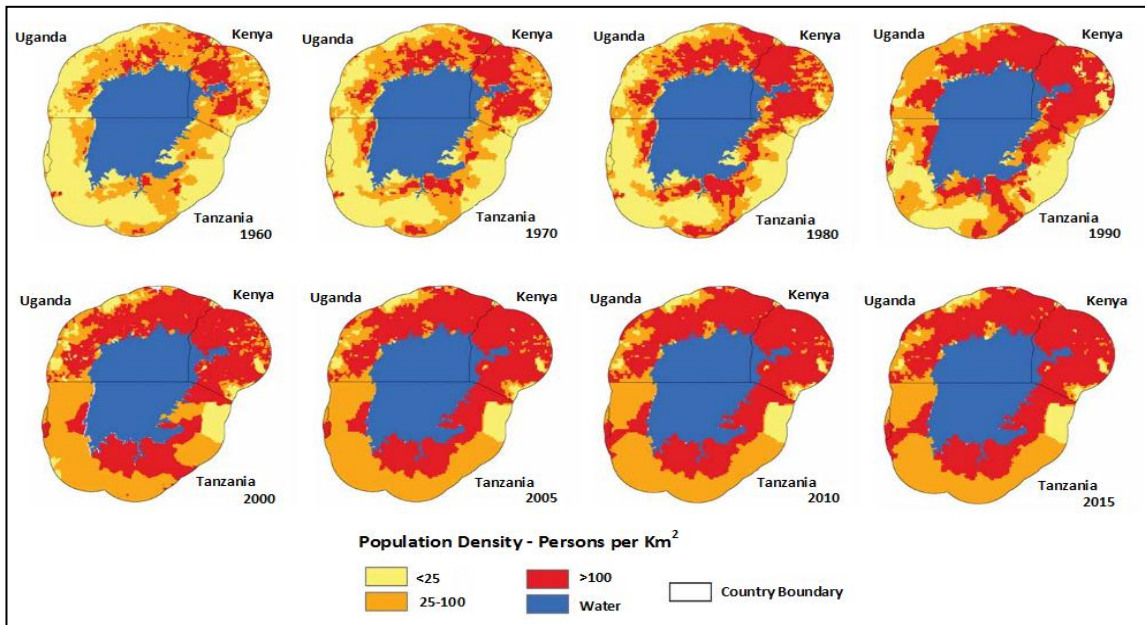 Uganda
Kenya
Tanzania
1960
Uganda
Kenya
Tanzania
1970
Uganda
Kenya
Tanzania
1980
Uganda
Kenya
Tanzania
1990
Uganda
Kenya
Tanzania
2000
Uganda
Kenya
Tanzania
2005
Uganda
Kenya
Tanzania
2010
Uganda
Kenya
Tanzania
2015
Population Density - Persons per Km²
<25
>100
Country Boundary
25-100
Water